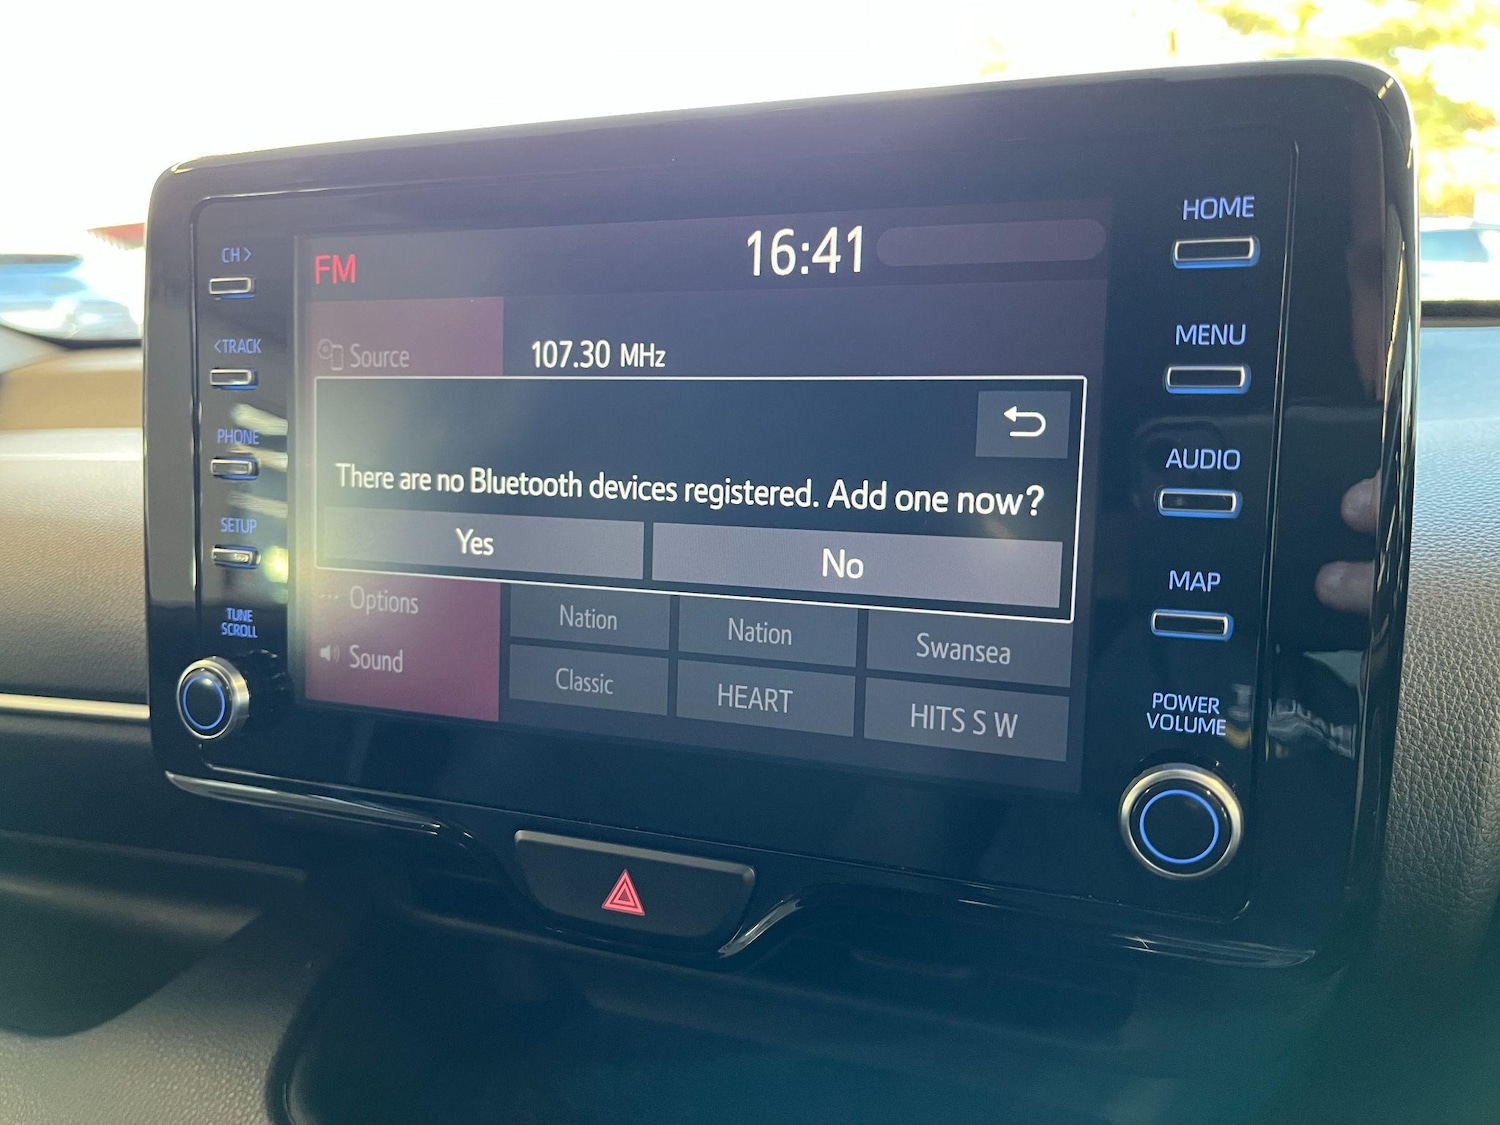 CH >
HOME
FM
16:41
< TRACK
MENU
Source
107.30 MHz
PHONE
AUDIO
There are no Bluetooth devices registered. Add one now?
SETUP
Yes
No
MAP
Options
Nation
Nation
Swansea
TUNE
SCROLL
Sound
Classic
HEART
HITS S W
POWER
VOLUME